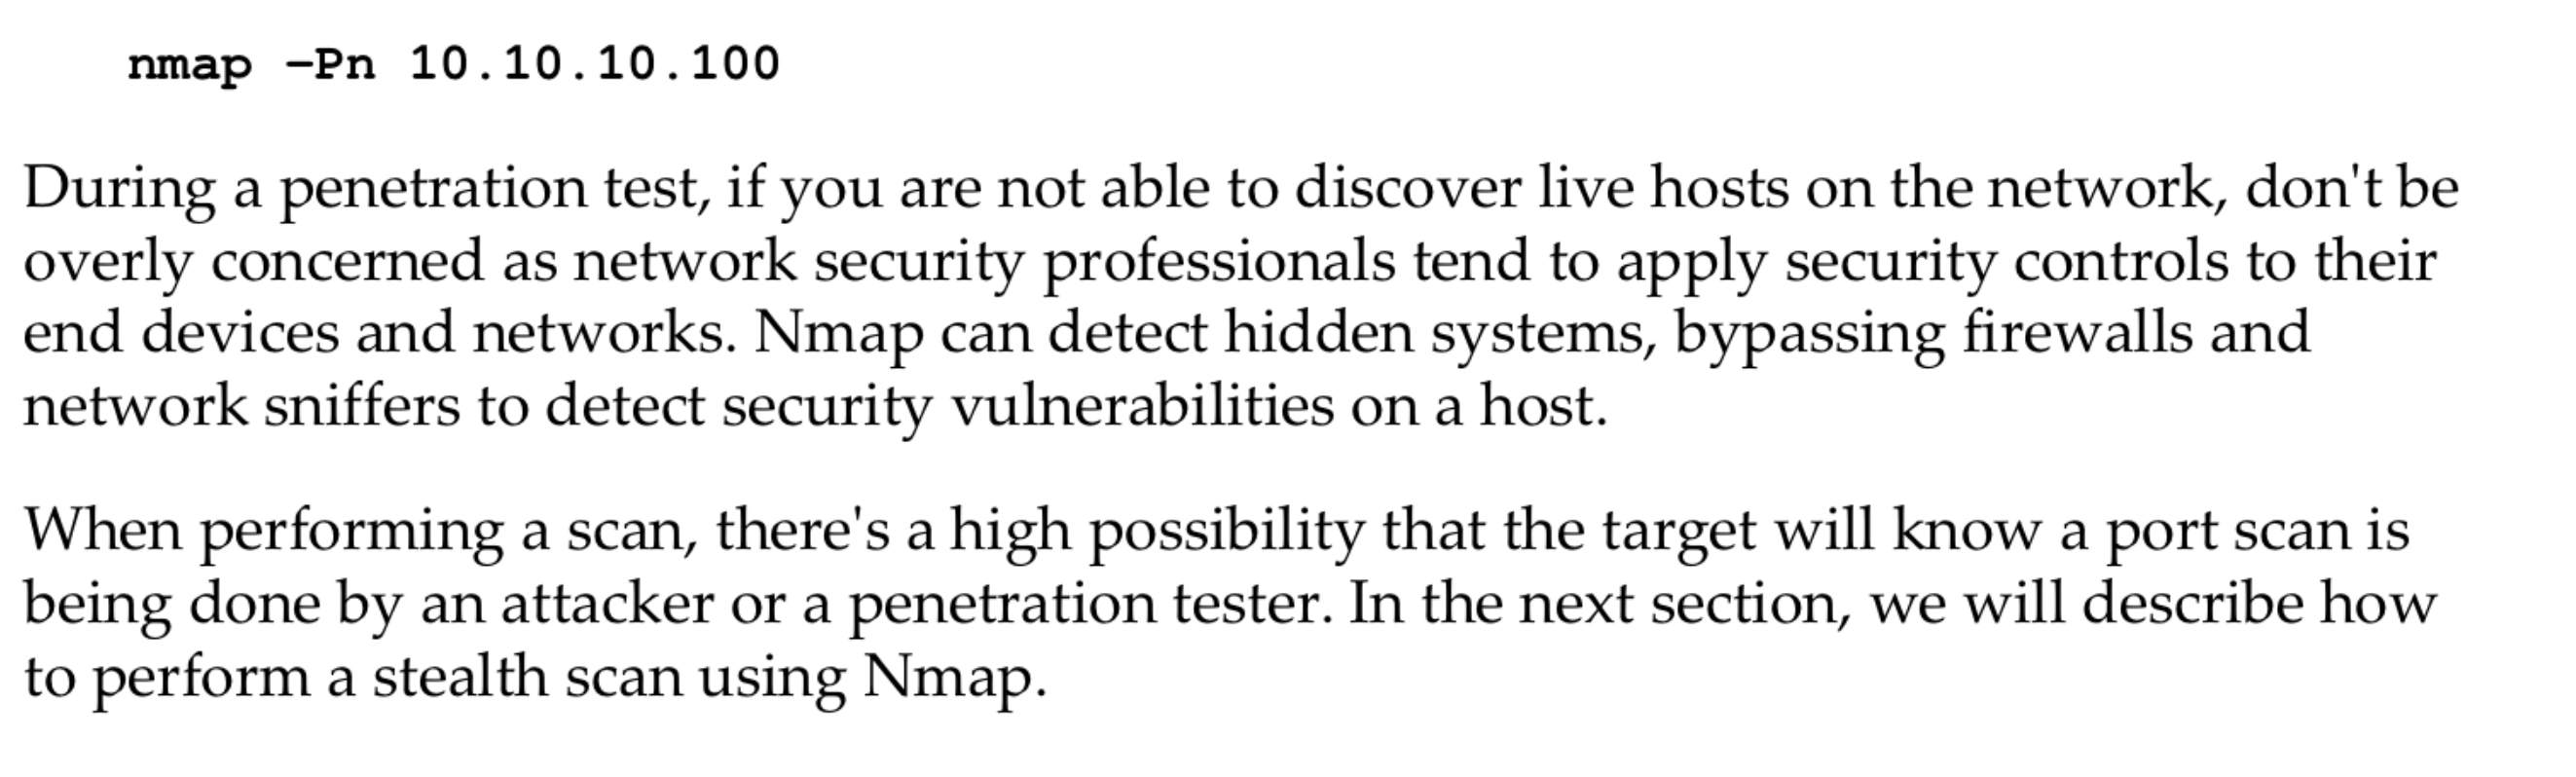 nmap –Pn 10.10.10.100
During a penetration test, if you are not able to discover live hosts on the network, don't be
overly concerned as network security professionals tend to apply security controls to their
end devices and networks. Nmap can detect hidden systems, bypassing firewalls and
network sniffers to detect security vulnerabilities on a host.
When performing a scan, there's a high possibility that the target will know a port scan is
being done by an attacker or a penetration tester. In the next section, we will describe how
to perform a stealth scan using Nmap.